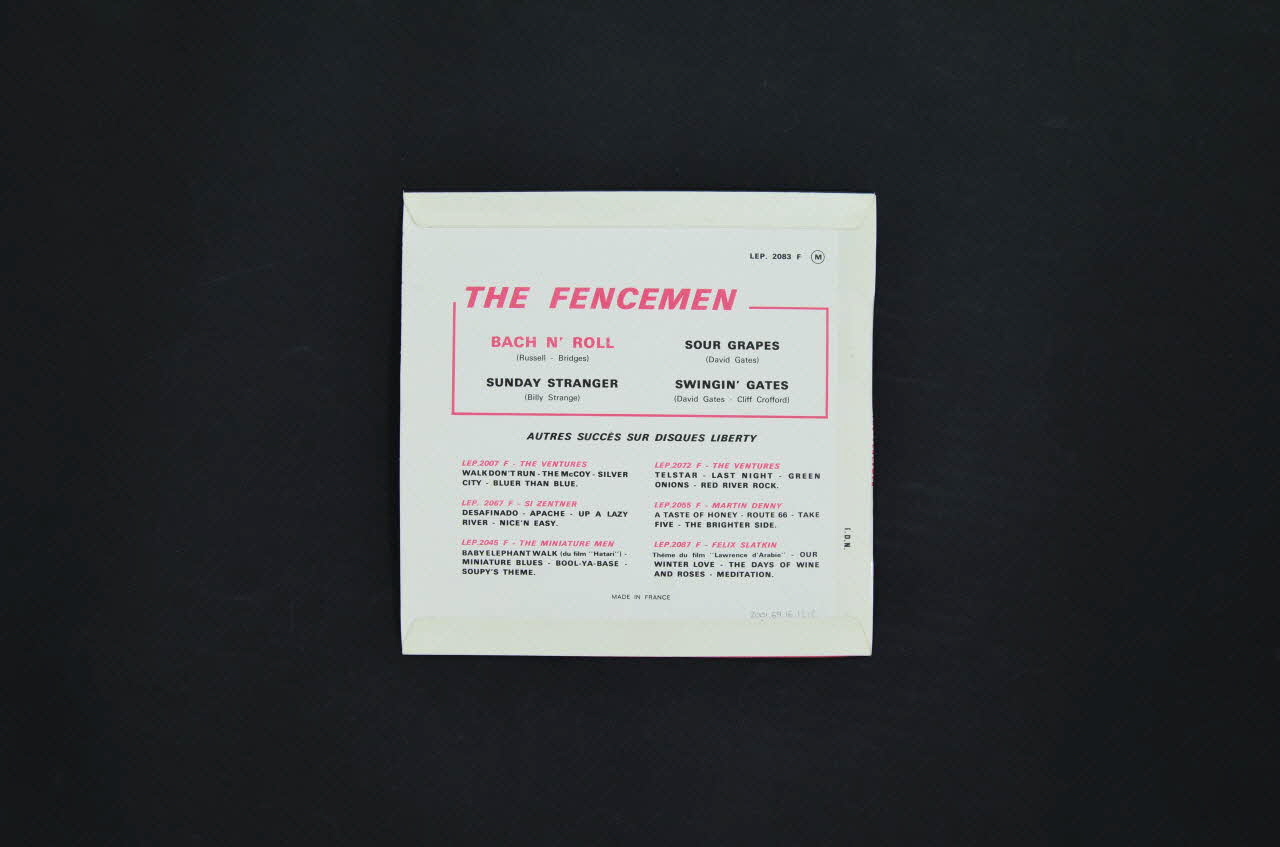 LEP. 2083 F M
THE FENCEMEN
BACH N' ROLL
(Russell - Bridges)
SOUR GRAPES
(David Gates)
SUNDAY STRANGER
(Billy Strange)
SWINGIN' GATES
(David Gates - Cliff Crofford)
AUTRES SUCCÈS SUR DISQUES LIBERTY
LEP.2007 F - THE VENTURES
WALK DON'T RUN - THE McCOY - SILVER
CITY - BLUER THAN BLUE.
LEP.2072 F - THE VENTURES
TELSTAR - LAST NIGHT - GREEN
ONIONS - RED RIVER ROCK.
LEP. 2067 F - SI ZENTNER
DESAFINADO - APACHE - UP A LAZY
RIVER - NICE'N EASY.
LEP.2055 F - MARTIN DENNY
A TASTE OF HONEY - ROUTE 66 - TAKE
FIVE - THE BRIGHTER SIDE.
LEP.2045 F - THE MINIATURE MEN
BABY ELEPHANT WALK (du film "Hatari") -
MINIATURE BLUES - BOOL-YA-BASE -
SOUPY'S THEME.
LEP.2087 F - FELIX SLATKIN
Thème du film "Lawrence d'Arabie" - OUR
WINTER LOVE - THE DAYS OF WINE
AND ROSES - MEDITATION.
I.D.N.
MADE IN FRANCE